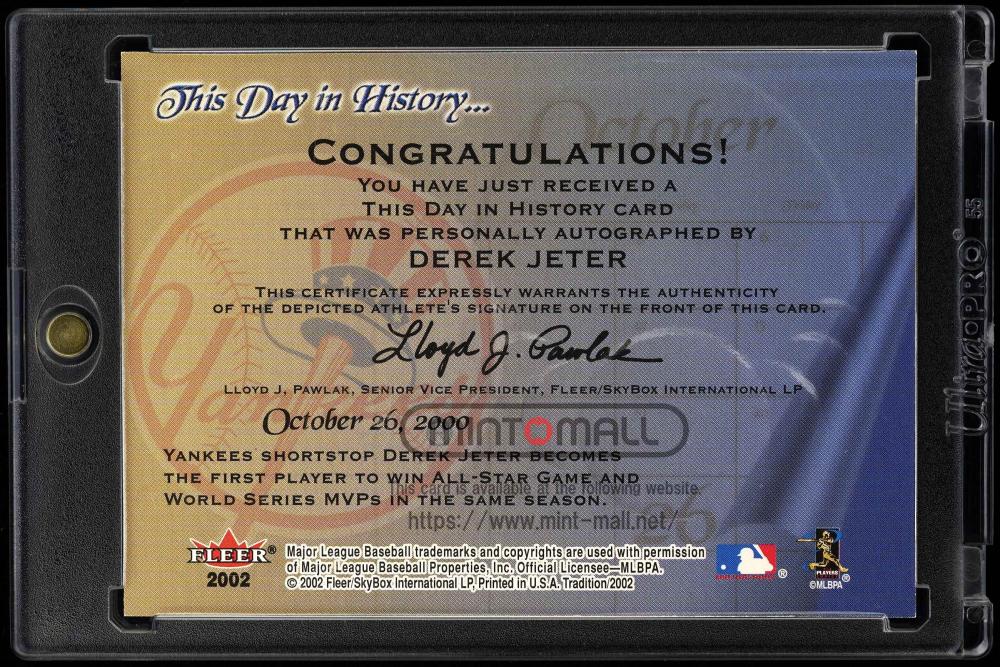 This Day in History...
October
CONGRATULATIONS!
YOU HAVE JUST RECEIVED A
THIS DAY IN HISTORY CARD
THAT WAS PERSONALLY AUTOGRAPHED BY
DEREK JETER
THIS CERTIFICATE EXPRESSLY WARRANTS THE AUTHENTICITY
OF THE DEPICTED ATHLETE'S SIGNATURE ON THE FRONT OF THIS CARD.
Lloyd J. Pawlak
LLOYD J, PAWLAK, SENIOR VICE PRESIDENT, FLEER/SKYBOX INTERNATIONAL LP
October 26, 2000
YANKEES SHORTSTOP DEREK JETER BECOMES
THE FIRST PLAYER TO WIN ALL-STAR GAME AND
WORLD SERIES MVPS IN THE SAME SEASON.
Yankees
MINTOMALL
This card is available at the following website.
https://www.mint-mall.net/
26
FLEER®
2002
Major League Baseball trademarks and copyrights are used with permission
of Major League Baseball Properties, Inc. Official Licensee—MLBPA.
© 2002 Fleer/SkyBox International LP, Printed in U.S.A. Tradition/2002
®
PLAYERS
®
©MLBPA
UltraPRO® 55